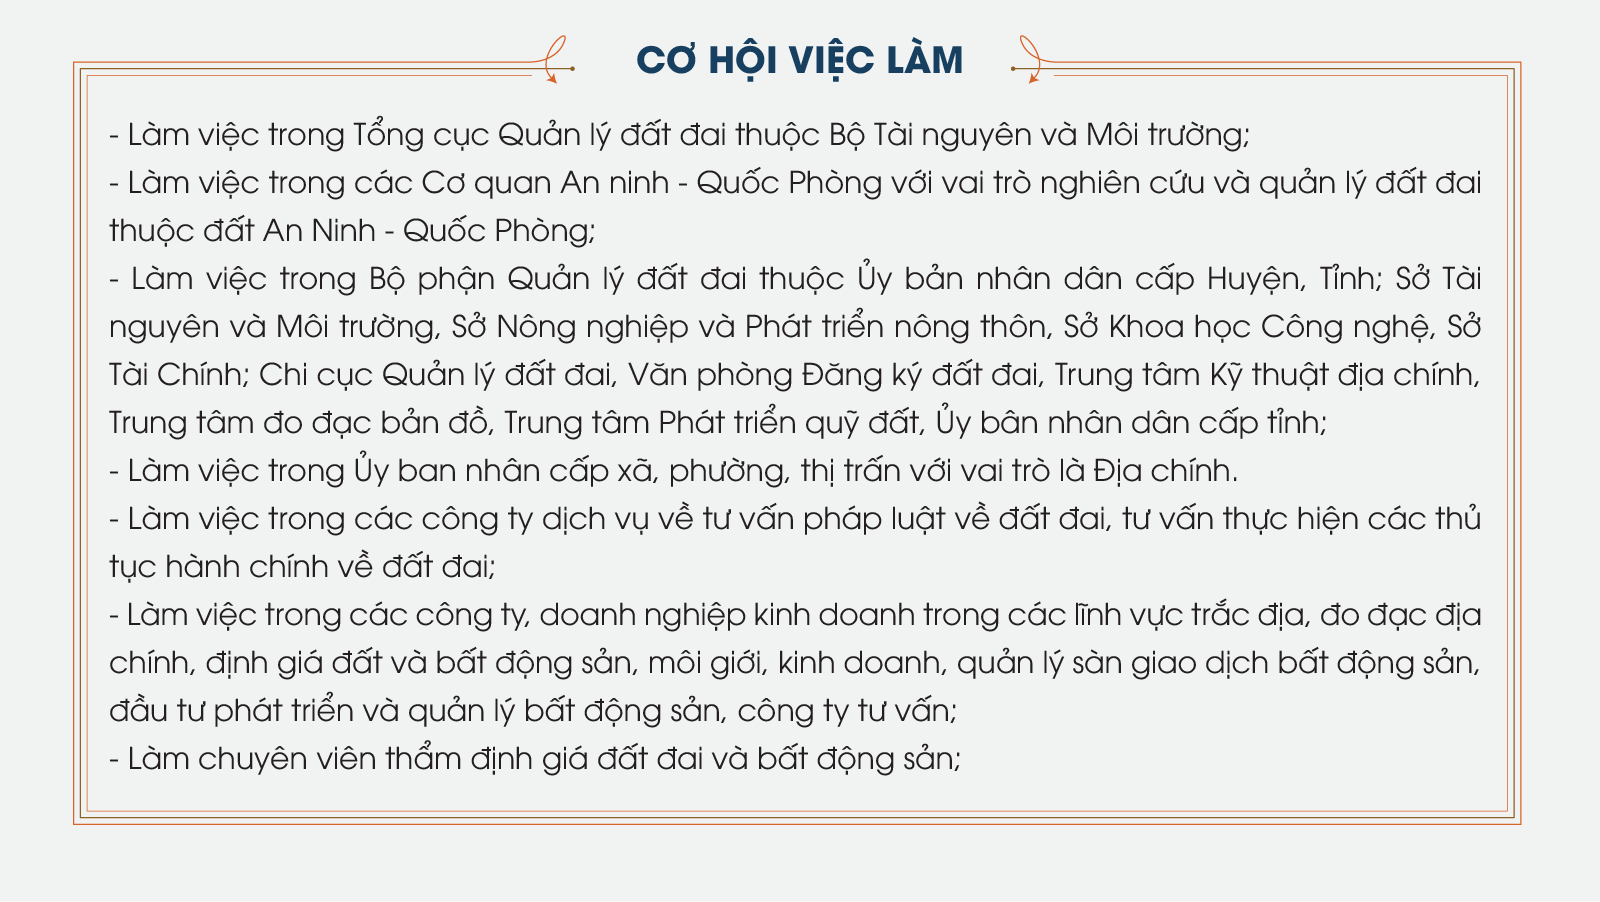 CƠ HỘI VIỆC LÀM
- Làm việc trong Tổng cục Quản lý đất đai thuộc Bộ Tài nguyên và Môi trường;
- Làm việc trong các Cơ quan An ninh - Quốc Phòng với vai trò nghiên cứu và quản lý đất đai
thuộc đất An Ninh - Quốc Phòng;
- Làm việc trong Bộ phận Quản lý đất đai thuộc Ủy bản nhân dân cấp Huyện, Tỉnh; Sở Tài
nguyên và Môi trường, Sở Nông nghiệp và Phát triển nông thôn, Sở Khoa học Công nghệ, Sở
Tài Chính; Chi cục Quản lý đất đai, Văn phòng Đăng ký đất đai, Trung tâm Kỹ thuật địa chính,
Trung tâm đo đạc bản đồ, Trung tâm Phát triển quỹ đất, Ủy bân nhân dân cấp tỉnh;
- Làm việc trong Ủy ban nhân cấp xã, phường, thị trấn với vai trò là Địa chính.
- Làm việc trong các công ty dịch vụ về tư vấn pháp luật về đất đai, tư vấn thực hiện các thủ
tục hành chính về đất đai;
- Làm việc trong các công ty, doanh nghiệp kinh doanh trong các lĩnh vực trắc địa, đo đạc địa
chính, định giá đất và bất động sản, môi giới, kinh doanh, quản lý sàn giao dịch bất động sản,
đầu tư phát triển và quản lý bất động sản, công ty tư vấn;
- Làm chuyên viên thẩm định giá đất đai và bất động sản;